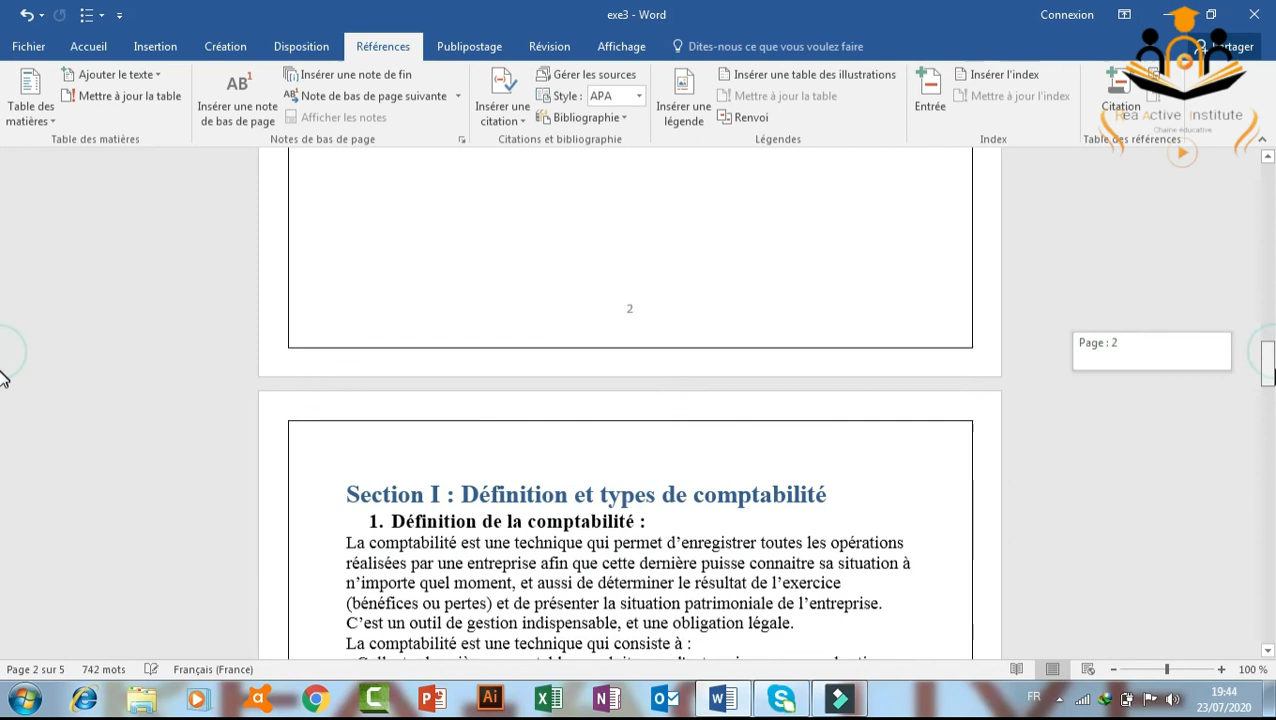 exe3 - Word
Connexion
Fichier
Accueil
Insertion
Création
Disposition
Références
Publipostage
Révision
Affichage
Dites-nous ce que vous voulez faire
Partager
Table des
matières
Ajouter le texte
Mettre à jour la table
Table des matières
AB1
Insérer une note
de bas de page
Insérer une note de fin
Note de bas de page suivante
Afficher les notes
Notes de bas de page
Insérer une
citation
Gérer les sources
Style : APA
Bibliographie
Citations et bibliographie
Insérer une
légende
Insérer une table des illustrations
Mettre à jour la table
Renvoi
Légendes
Entrée
Insérer l'index
Mettre à jour l'index
Index
Citation
Table des références
Rea Active Institute
Chaine éducative
2
Page : 2
Section I : Définition et types de comptabilité
1. Définition de la comptabilité :
La comptabilité est une technique qui permet d’enregistrer toutes les opérations
réalisées par une entreprise afin que cette dernière puisse connaitre sa situation à
n’importe quel moment, et aussi de déterminer le résultat de l’exercice
(bénéfices ou pertes) et de présenter la situation patrimoniale de l’entreprise.
C’est un outil de gestion indispensable, et une obligation légale.
La comptabilité est une technique qui consiste à :
Page 2 sur 5
742 mots
Français (France)
100 %
FR
19:44
23/07/2020